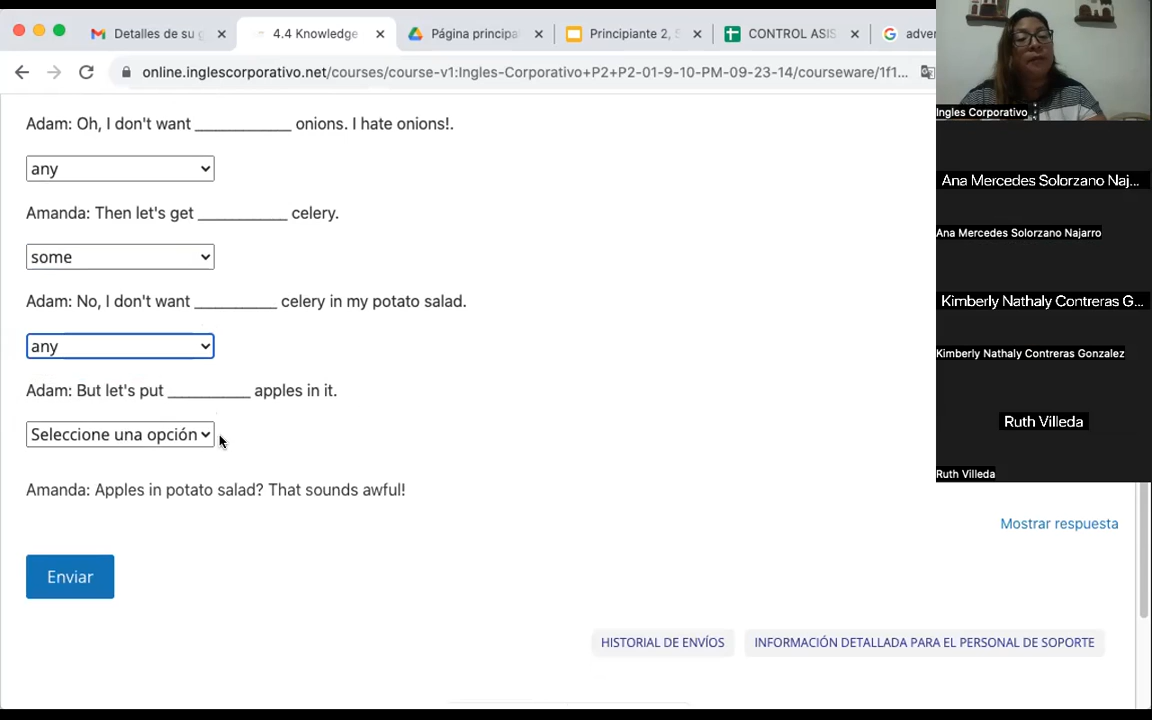 Detalles de su g
4.4 Knowledge
Página principa
Principiante 2, S
CONTROL ASIS
adver
online.inglescorporativo.net/courses/course-v1:Ingles-Corporativo+P2+P2-01-9-10-PM-09-23-14/courseware/1f1...
Adam: Oh, I don't want ____________ onions. I hate onions!.
any
Amanda: Then let's get ___________ celery.
some
Adam: No, I don't want __________ celery in my potato salad.
any
Adam: But let's put __________ apples in it.
Seleccione una opción
Amanda: Apples in potato salad? That sounds awful!
Mostrar respuesta
Enviar
HISTORIAL DE ENVÍOS
INFORMACIÓN DETALLADA PARA EL PERSONAL DE SOPORTE
Ingles Corporativo
Ana Mercedes Solorzano Naj...
Ana Mercedes Solorzano Najarro
Kimberly Nathaly Contreras G...
Kimberly Nathaly Contreras Gonzalez
Ruth Villeda
Ruth Villeda